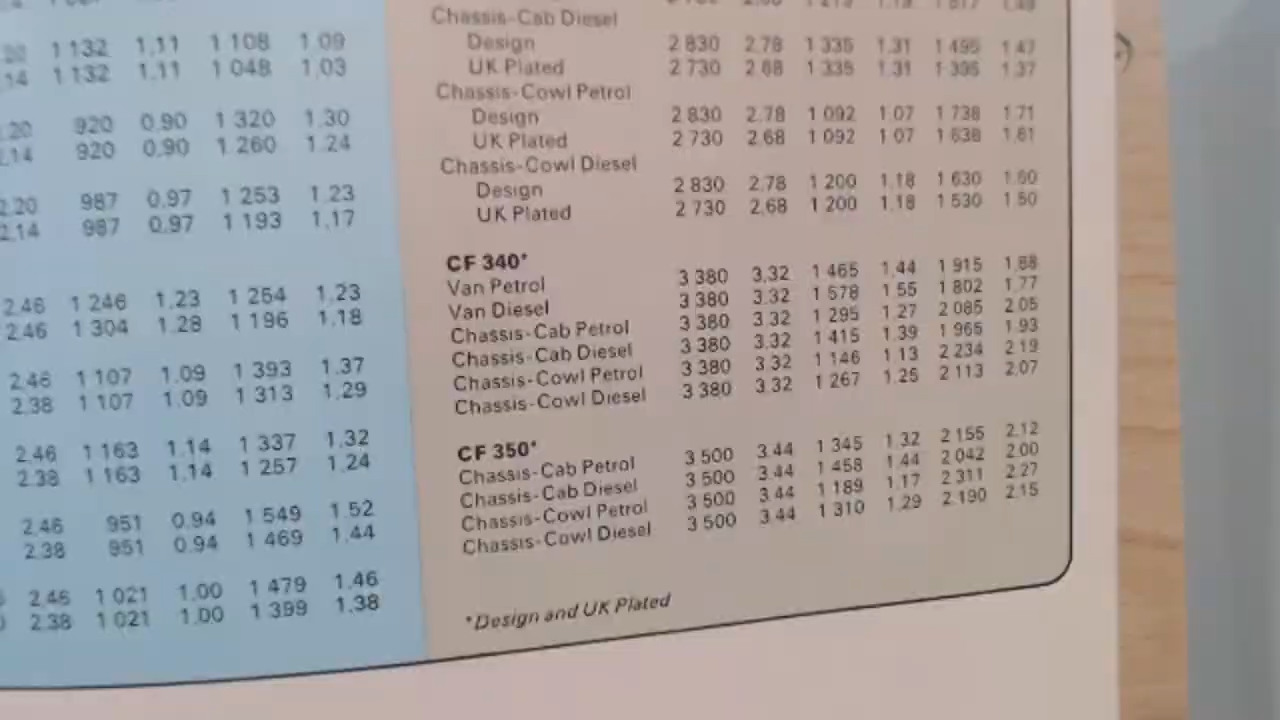 1 132 1.11 1 108 1.09
14 1132 1.11 1 048 1.03
.20 920 0.90 1 320 1.30
.14 920 0.90 1 260 1.24
2.20 987 0.97 1 253 1.23
2.14 987 0.97 1 193 1.17
2.46 1 246 1.23 1 254 1.23
2.46 1 304 1.28 1 196 1.18
2.46 1 107 1.09 1 393 1.37
2.38 1 107 1.09 1 313 1.29
2.46 1 163 1.14 1 337 1.32
2.38 1 163 1.14 1 257 1.24
2.46 951 0.94 1 549 1.52
2.38 951 0.94 1 469 1.44
2.46 1 021 1.00 1 479 1.46
2.38 1 021 1.00 1 399 1.38
Chassis-Cab Diesel
Design 2 830 2.78 1 335 1.31 1 495 1.47
UK Plated 2 730 2.68 1 335 1.31 1 395 1.37
Chassis-Cowl Petrol
Design 2 830 2.78 1 092 1.07 1 738 1.71
UK Plated 2 730 2.68 1 092 1.07 1 638 1.61
Chassis-Cowl Diesel
Design 2 830 2.78 1 200 1.18 1 630 1.60
UK Plated 2 730 2.68 1 200 1.18 1 530 1.50
CF 340*
Van Petrol 3 380 3.32 1 465 1.44 1 915 1.88
Van Diesel 3 380 3.32 1 578 1.55 1 802 1.77
Chassis-Cab Petrol 3 380 3.32 1 295 1.27 2 085 2.05
Chassis-Cab Diesel 3 380 3.32 1 415 1.39 1 965 1.93
Chassis-Cowl Petrol 3 380 3.32 1 146 1.13 2 234 2.19
Chassis-Cowl Diesel 3 380 3.32 1 267 1.25 2 113 2.07
CF 350*
Chassis-Cab Petrol 3 500 3.44 1 345 1.32 2 155 2.12
Chassis-Cab Diesel 3 500 3.44 1 458 1.44 2 042 2.00
Chassis-Cowl Petrol 3 500 3.44 1 189 1.17 2 311 2.27
Chassis-Cowl Diesel 3 500 3.44 1 310 1.29 2 190 2.15
*Design and UK Plated